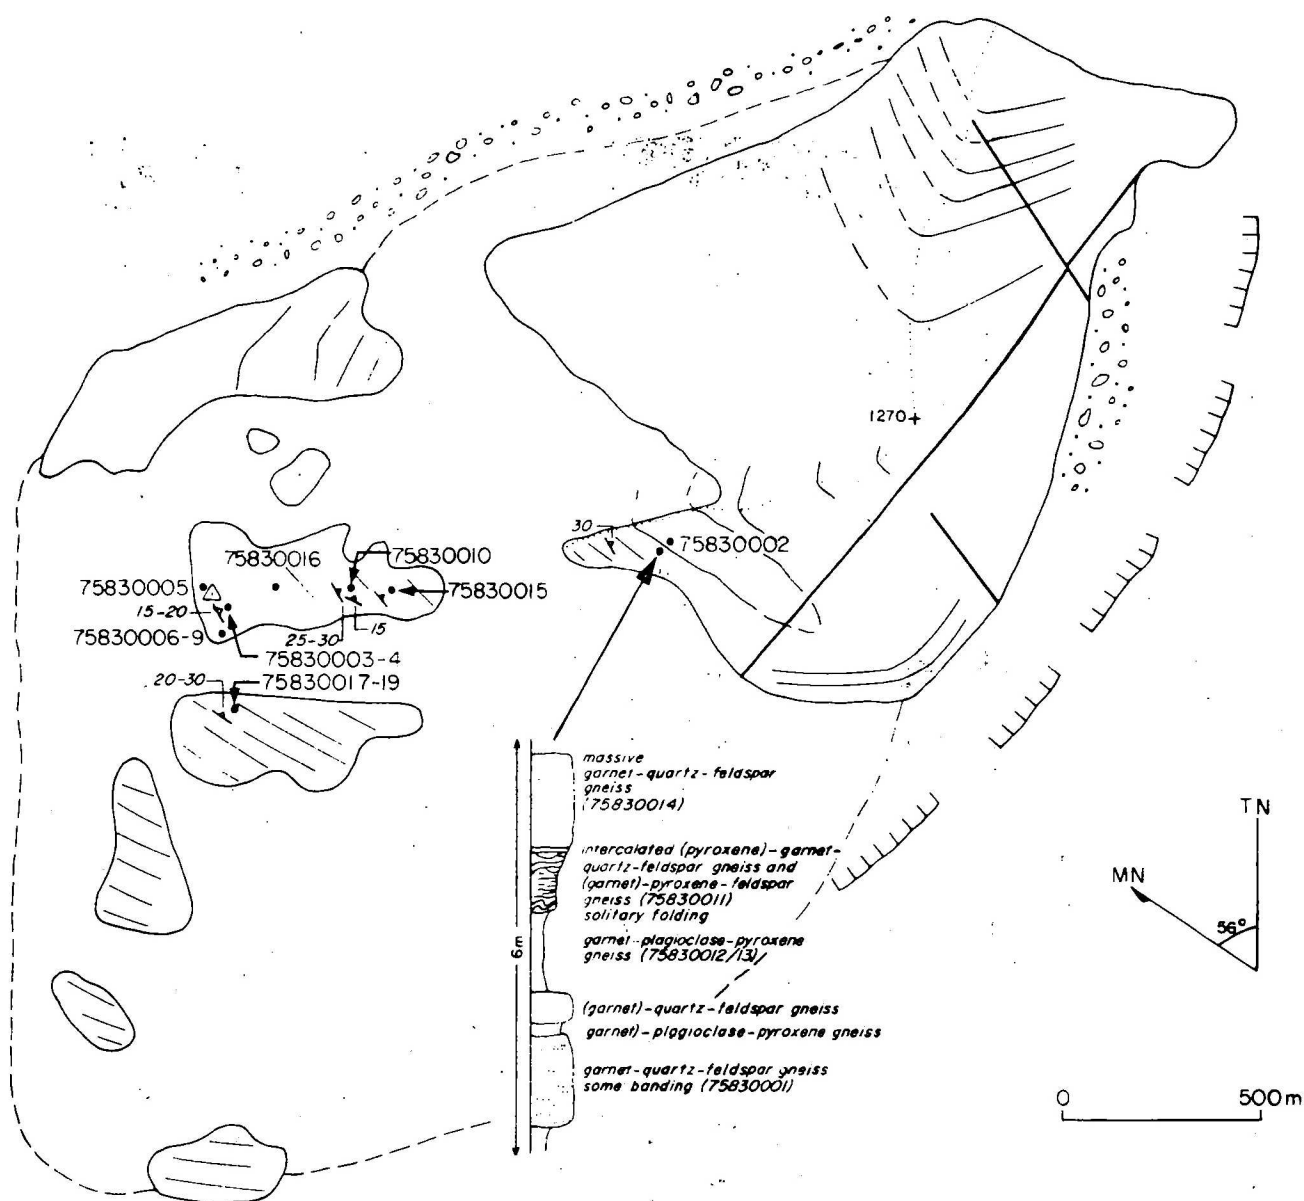 1270
30
75830002
75830016
75830010
75830005
75830015
15-20
15
75830006-9
25-30
75830003-4
20-30
75830017-19
6m
massive
garnet-quartz-feldspar
gneiss
(75830014)
intercalated (pyroxene)-garnet-
quartz-feldspar gneiss and
(garnet)-pyroxene-feldspar
gneiss (75830011)
solitary folding
garnet-plagioclase-pyroxene
gneiss (75830012/13)
(garnet)-quartz-feldspar gneiss
garnet)-plagioclase-pyroxene gneiss
garnet-quartz-feldspar gneiss
some banding (75830001)
TN
MN
56°
0 500m